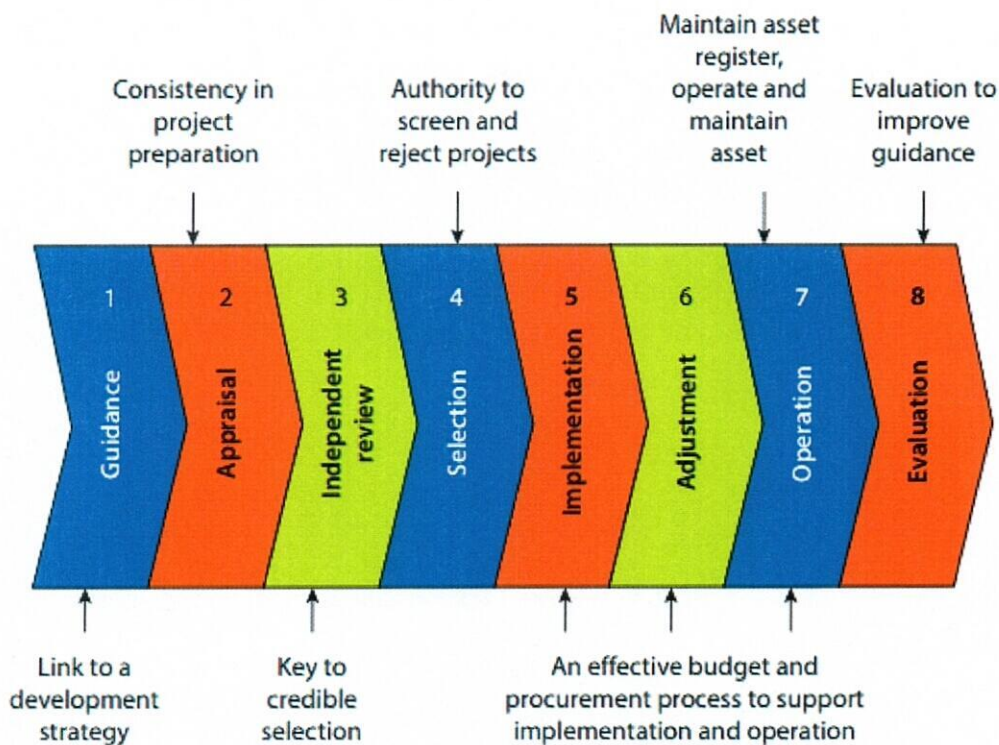 Consistency in
project
preparation
Authority to
screen and
reject projects
Maintain asset
register,
operate and
maintain
asset
Evaluation to
improve
guidance
1
Guidance
2
Appraisal
3
Independent
review
4
Selection
5
Implementation
6
Adjustment
7
Operation
8
Evaluation
Link to a
development
strategy
Key to
credible
selection
An effective budget and
procurement process to support
implementation and operation